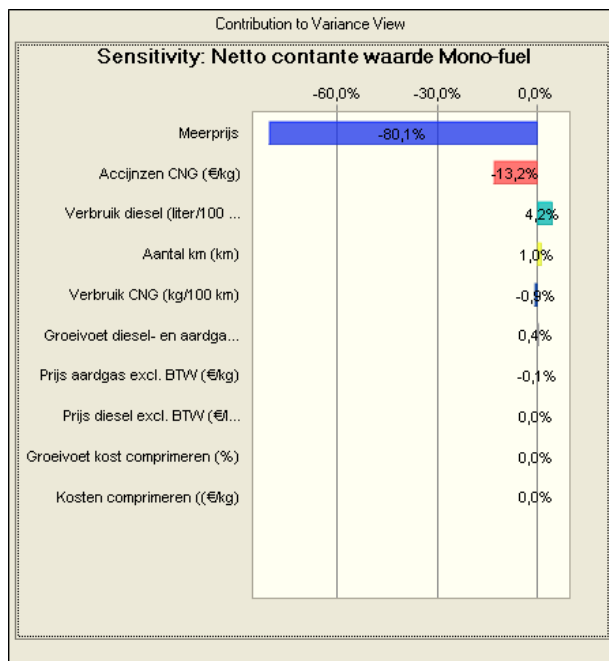 Contribution to Variance View
Sensitivity: Netto contante waarde Mono-fuel
-60,0% -30,0% 0,0%
Meerprijs -80,1%
Accijnzen CNG (€/kg) -13,2%
Verbruik diesel (liter/100 ... 4,2%
Aantal km (km) 1,0%
Verbruik CNG (kg/100 km) -0,9%
Groeivoet diesel- en aardga... 0,4%
Prijs aardgas excl. BTW (€/kg) -0,1%
Prijs diesel excl. BTW (€/l... 0,0%
Groeivoet kost comprimeren (%) 0,0%
Kosten comprimeren ((€/kg) 0,0%